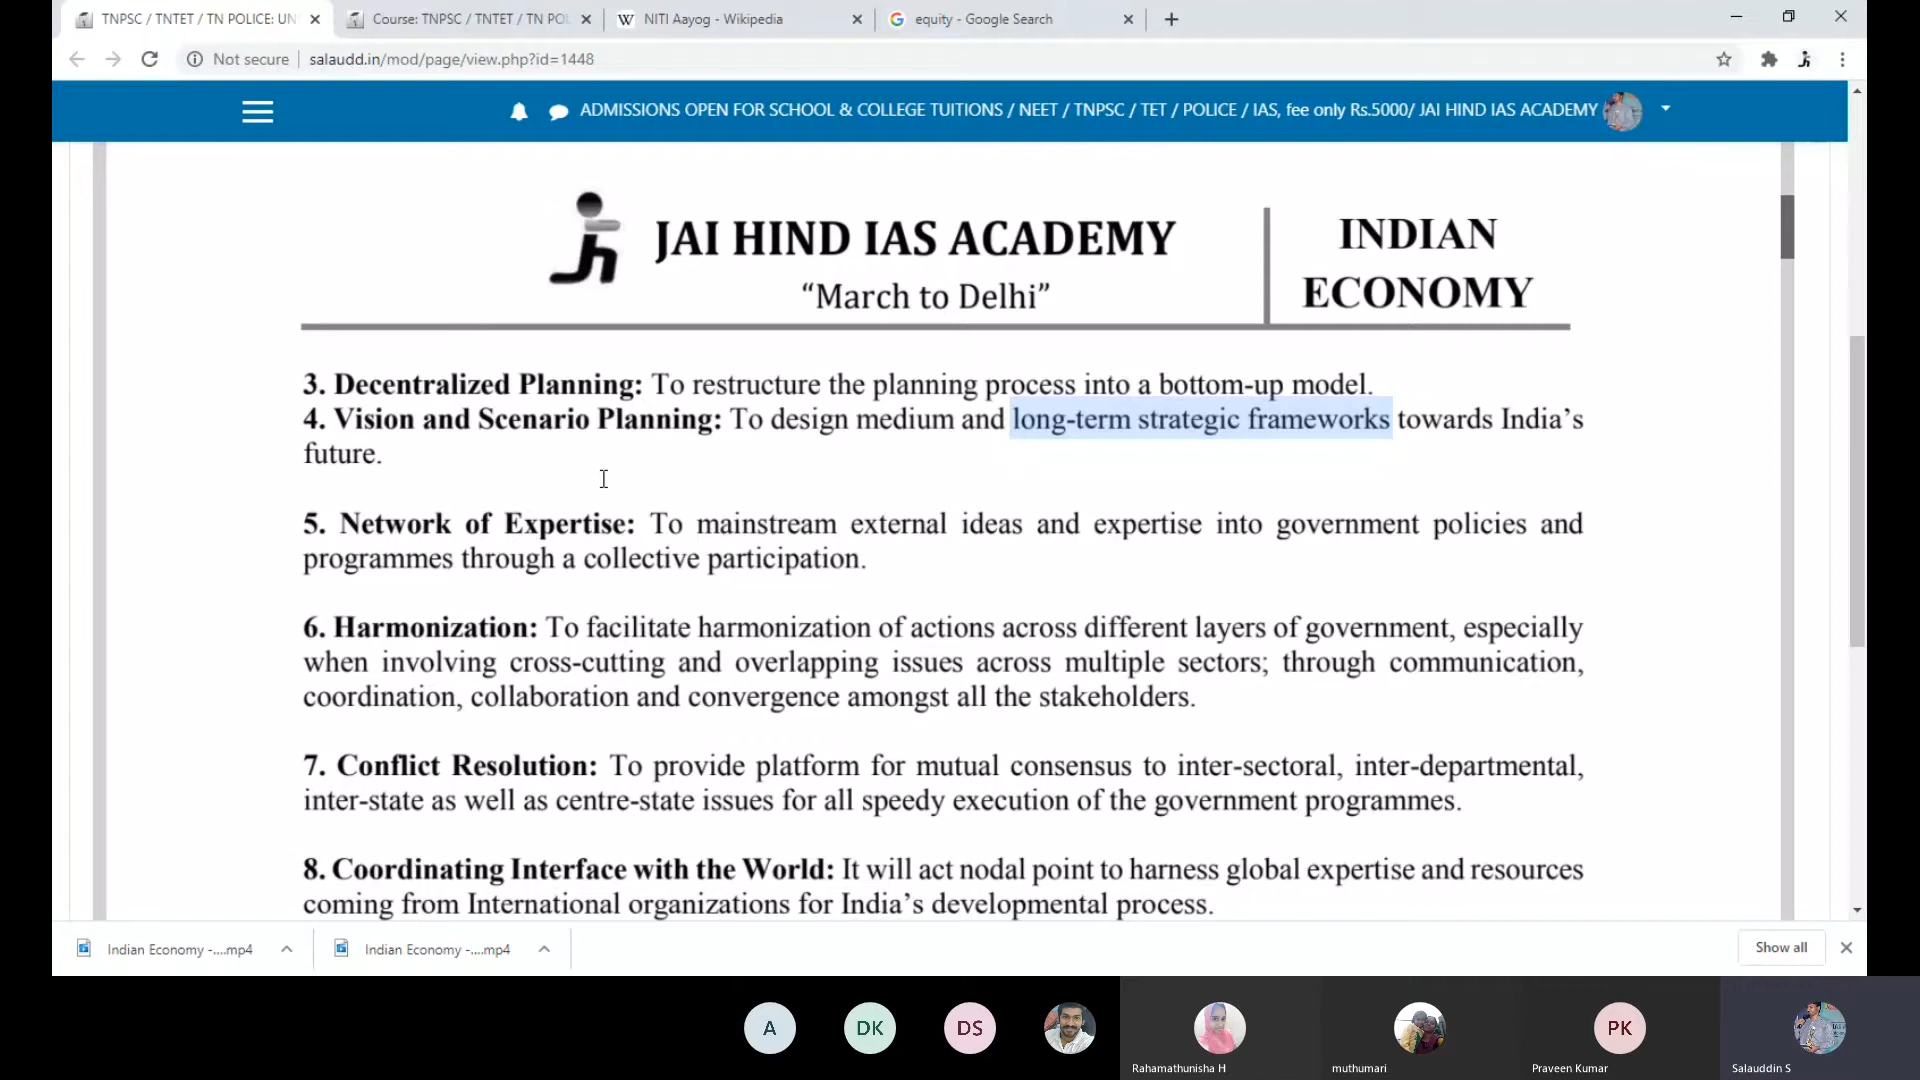 TNPSC / TNTET / TN POLICE: UN
Course: TNPSC / TNTET / TN PO
NITI Aayog - Wikipedia
equity - Google Search
Not secure
salaudd.in/mod/page/view.php?id=1448
ADMISSIONS OPEN FOR SCHOOL & COLLEGE TUITIONS / NEET / TNPSC / TET / POLICE / IAS, fee only Rs.5000/ JAI HIND IAS ACADEMY
JAI HIND IAS ACADEMY
“March to Delhi”
INDIAN
ECONOMY
3. Decentralized Planning: To restructure the planning process into a bottom-up model.
4. Vision and Scenario Planning: To design medium and long-term strategic frameworks towards India’s
future.
5. Network of Expertise: To mainstream external ideas and expertise into government policies and
programmes through a collective participation.
6. Harmonization: To facilitate harmonization of actions across different layers of government, especially
when involving cross-cutting and overlapping issues across multiple sectors; through communication,
coordination, collaboration and convergence amongst all the stakeholders.
7. Conflict Resolution: To provide platform for mutual consensus to inter-sectoral, inter-departmental,
inter-state as well as centre-state issues for all speedy execution of the government programmes.
8. Coordinating Interface with the World: It will act nodal point to harness global expertise and resources
coming from International organizations for India’s developmental process.
Indian Economy -....mp4
Indian Economy -....mp4
Show all
A
DK
DS
PK
Rahamathunisha H
muthumari
Praveen Kumar
Salauddin S